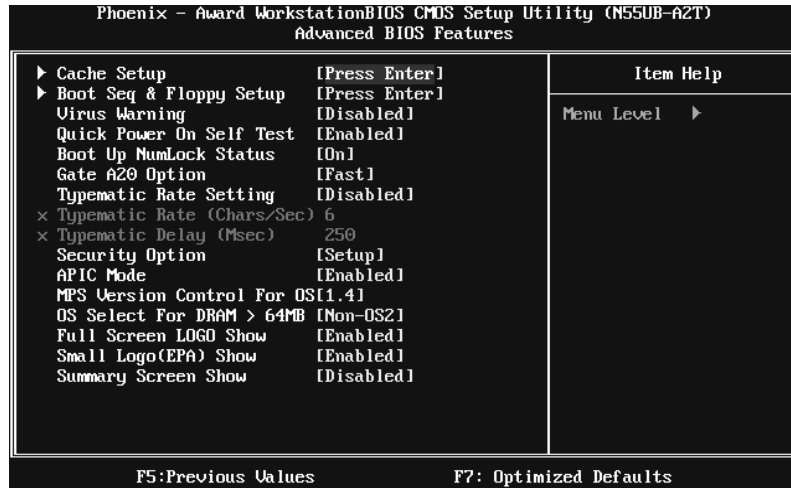 Phoenix - Award WorkstationBIOS CMOS Setup Utility (N55UB-A2T)
Advanced BIOS Features
Cache Setup [Press Enter]
Boot Seq & Floppy Setup [Press Enter]
Virus Warning [Disabled]
Quick Power On Self Test [Enabled]
Boot Up NumLock Status [On]
Gate A20 Option [Fast]
Typematic Rate Setting [Disabled]
x Typematic Rate (Chars/Sec) 6
x Typematic Delay (Msec) 250
Security Option [Setup]
APIC Mode [Enabled]
MPS Version Control For OS[1.4]
OS Select For DRAM > 64MB [Non-OS2]
Full Screen LOGO Show [Enabled]
Small Logo(EPA) Show [Enabled]
Summary Screen Show [Disabled]
Item Help
Menu Level
F5:Previous Values F7: Optimized Defaults